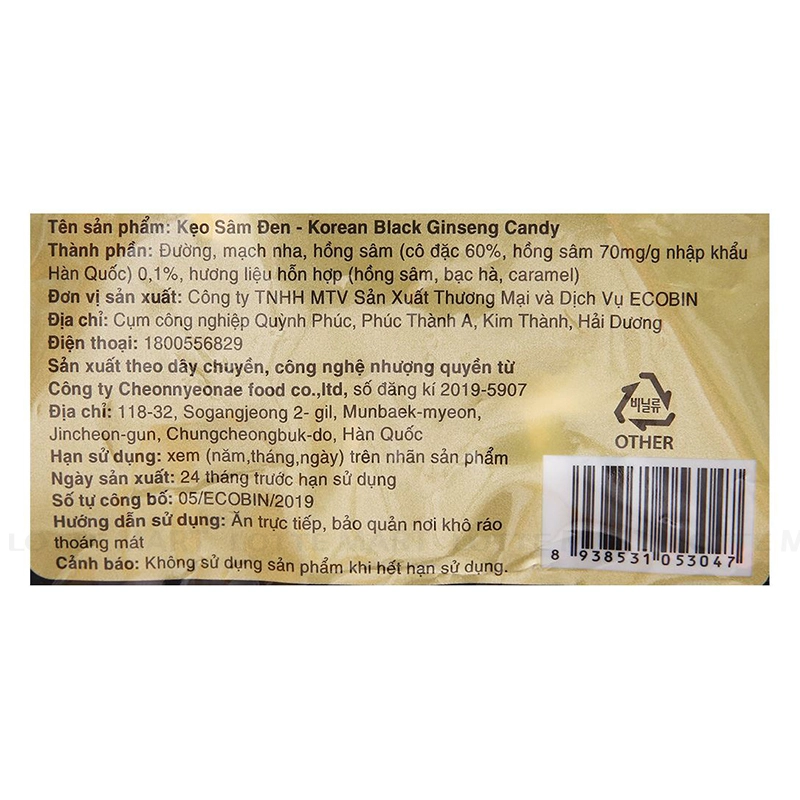 Tên sản phẩm: Kẹo Sâm Đen - Korean Black Ginseng Candy
Thành phần: Đường, mạch nha, hồng sâm (cô đặc 60%, hồng sâm 70mg/g nhập khẩu
Hàn Quốc) 0,1%, hương liệu hỗn hợp (hồng sâm, bạc hà, caramel)
Đơn vị sản xuất: Công ty TNHH MTV Sản Xuất Thương Mại và Dịch Vụ ECOBIN
Địa chỉ: Cụm công nghiệp Quỳnh Phúc, Phúc Thành A, Kim Thành, Hải Dương
Điện thoại: 1800556829
Sản xuất theo dây chuyền, công nghệ nhượng quyền từ
Công ty Cheonnyeonae food co.,ltd, số đăng kí 2019-5907
Địa chỉ: 118-32, Sogangjeong 2- gil, Munbaek-myeon,
Jincheon-gun, Chungcheongbuk-do, Hàn Quốc
Hạn sử dụng: xem (năm,tháng,ngày) trên nhãn sản phẩm
Ngày sản xuất: 24 tháng trước hạn sử dụng
Số tự công bố: 05/ECOBIN/2019
Hướng dẫn sử dụng: Ăn trực tiếp, bảo quản nơi khô ráo
thoáng mát
Cảnh báo: Không sử dụng sản phẩm khi hết hạn sử dụng.
비닐류
OTHER
8 938531 053047